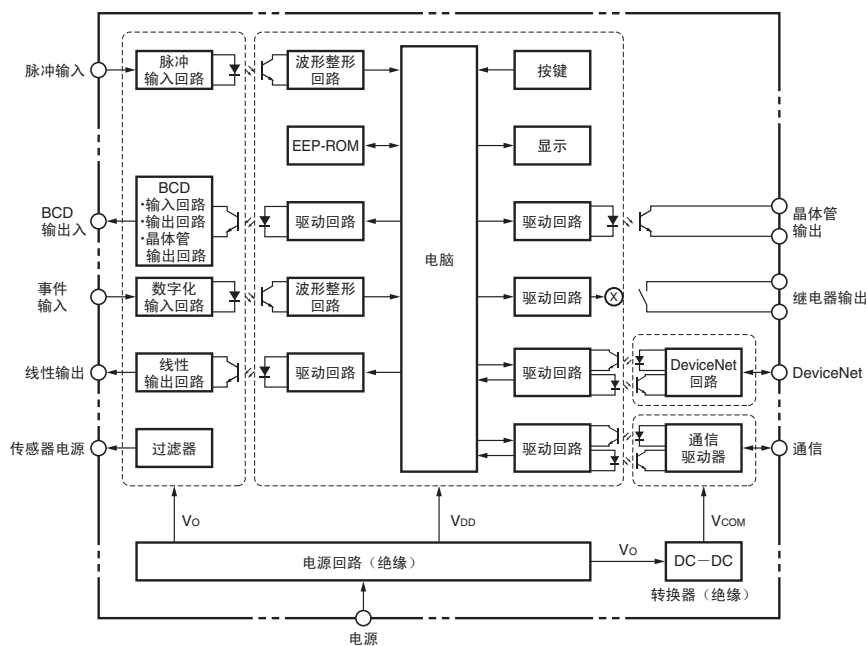 脉冲输入
脉冲
输入回路
波形整形
回路
按键
EEP-ROM
显示
BCD
输出入
BCD
・输入回路
・输出回路
・晶体管
输出回路
驱动回路
电脑
驱动回路
晶体管
输出
事件
输入
数字化
输入回路
波形整形
回路
驱动回路
X
继电器输出
线性输出
线性
输出回路
驱动回路
驱动回路
DeviceNet
回路
DeviceNet
传感器电源
过滤器
驱动回路
通信
驱动器
通信
VO
VDD
VCOM
电源回路（绝缘）
VO
DC－DC
转换器（绝缘）
电源